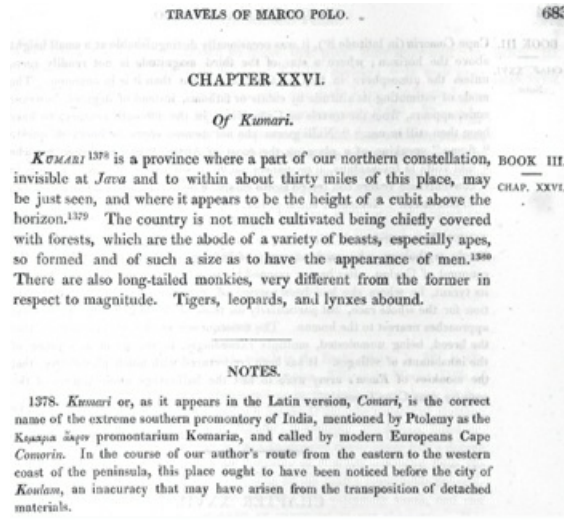 TRAVELS OF MARCO POLO.
683
CHAPTER XXVI.
Of Kumari.
KUMARI 1378 is a province where a part of our northern constellation,
invisible at Java and to within about thirty miles of this place, may
be just seen, and where it appears to be the height of a cubit above the
horizon.1379 The country is not much cultivated being chiefly covered
with forests, which are the abode of a variety of beasts, especially apes,
so formed and of such a size as to have the appearance of men.1380
There are also long-tailed monkies, very different from the former in
respect to magnitude. Tigers, leopards, and lynxes abound.
BOOK III.
CHAP. XXVI.
NOTES.
1378. Kumari or, as it appears in the Latin version, Comari, is the correct
name of the extreme southern promontory of India, mentioned by Ptolemy as the
Κομαρια ἄκρον promontarium Komariæ, and called by modern Europeans Cape
Comorin. In the course of our author's route from the eastern to the western
coast of the peninsula, this place ought to have been noticed before the city of
Koulam, an inacuracy that may have arisen from the transposition of detached
materials.